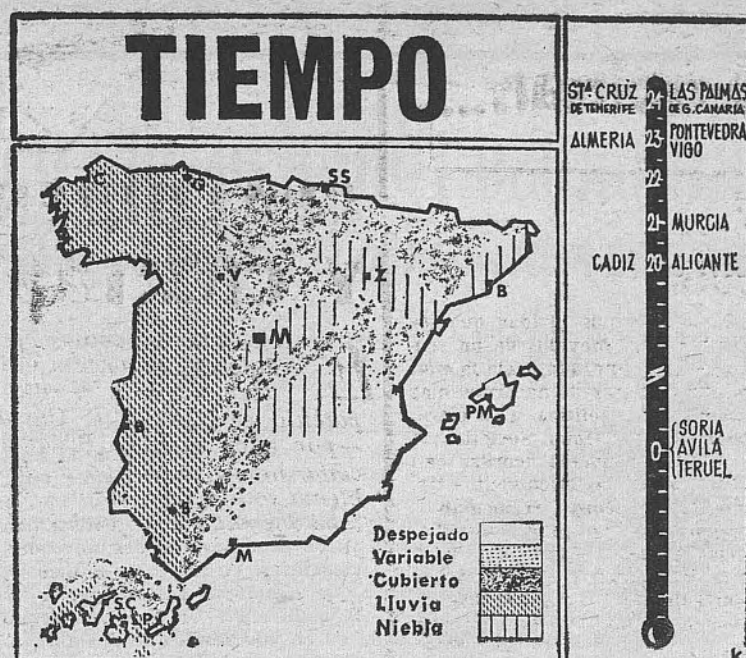 TIEMPO
C
G
SS
V
Z
B
M
PM
B
S
M
SC
LP
Despejado
Variable
Cubierto
Lluvia
Niebla
STA CRUZ
DE TENERIFE
24
LAS PALMAS
DE G. CANARIA
ALMERIA
23
PONTEVEDRA
VIGO
22
21
MURCIA
CADIZ
20
ALICANTE
0
SORIA
AVILA
TERUEL